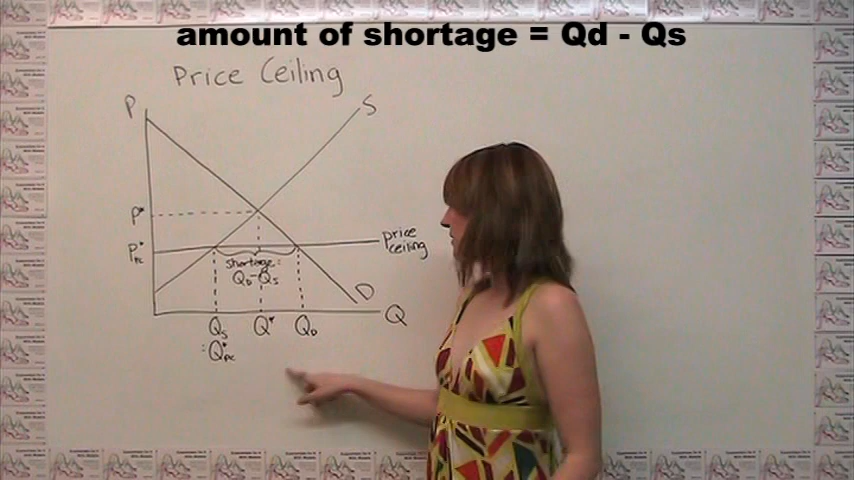 amount of shortage = Qd - Qs
Price Ceiling
P
S
P*
P*pc
price
ceiling
shortage =
QD-QS
D
Q
QS
Q*
QD
=Q*pc